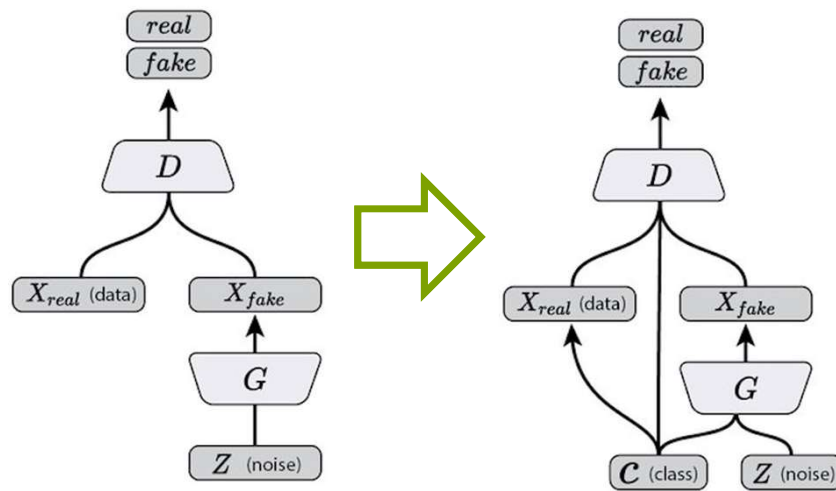 real
fake
D
X_real (data)
X_fake
G
Z (noise)
real
fake
D
X_real (data)
X_fake
G
C (class)
Z (noise)